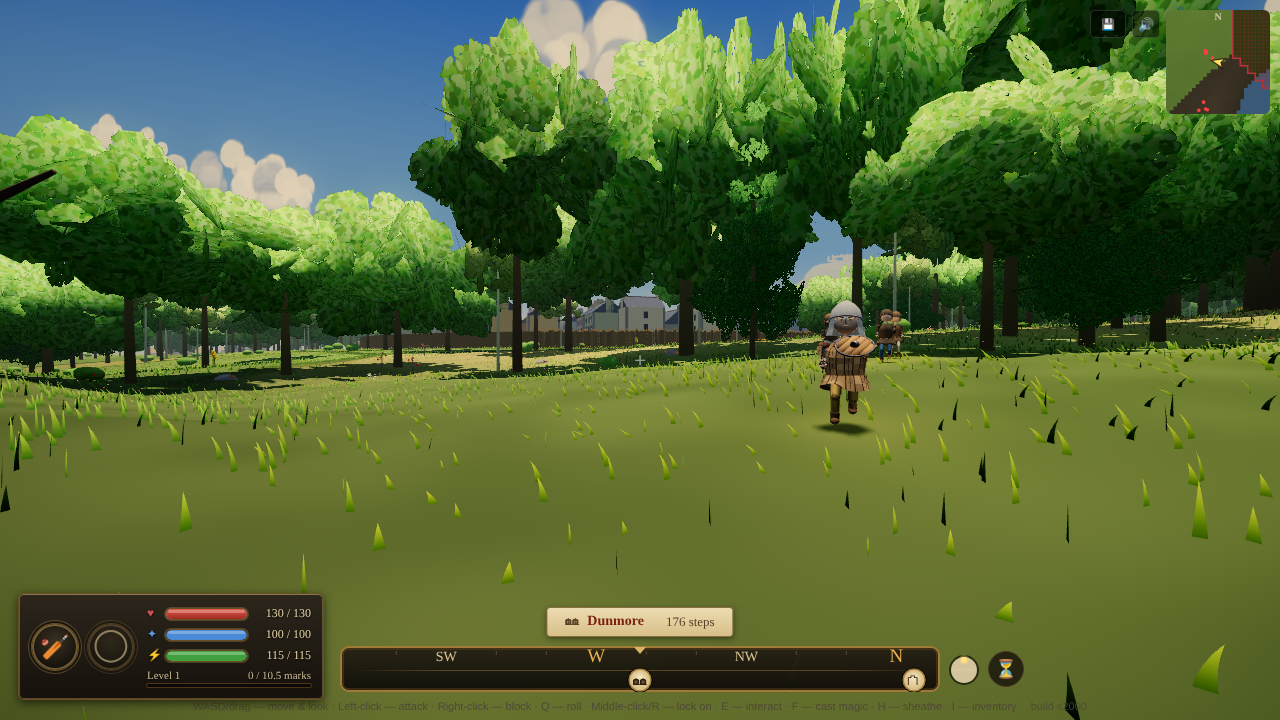 N
130 / 130
100 / 100
115 / 115
Level 1
0 / 10.5 marks
Dunmore
176 steps
SW
W
NW
N
WASD/drag — move & look · Left-click — attack · Right-click — block · Q — roll · Middle-click/R — lock on · E — interact · F — cast magic · H — sheathe · I — inventory